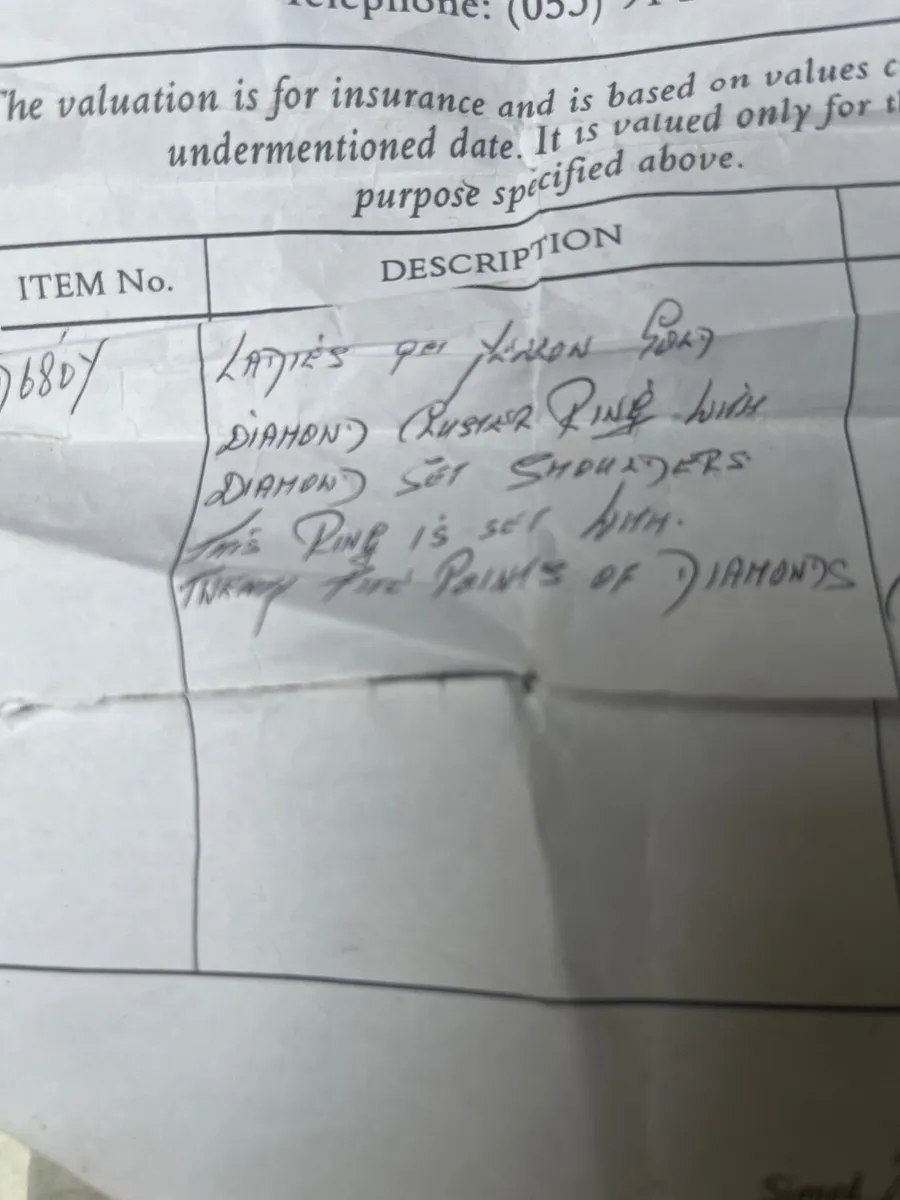 Telephone: (053)
The valuation is for insurance and is based on values c
undermentioned date. It is valued only for th
purpose specified above.
ITEM No. DESCRIPTION
D680Y LADIES 9ct YELLOW GOLD
DIAMOND CLUSTER RING WITH
DIAMOND SET SHOULDERS
THIS RING IS SET WITH.
TWENTY FIVE POINTS OF DIAMONDS